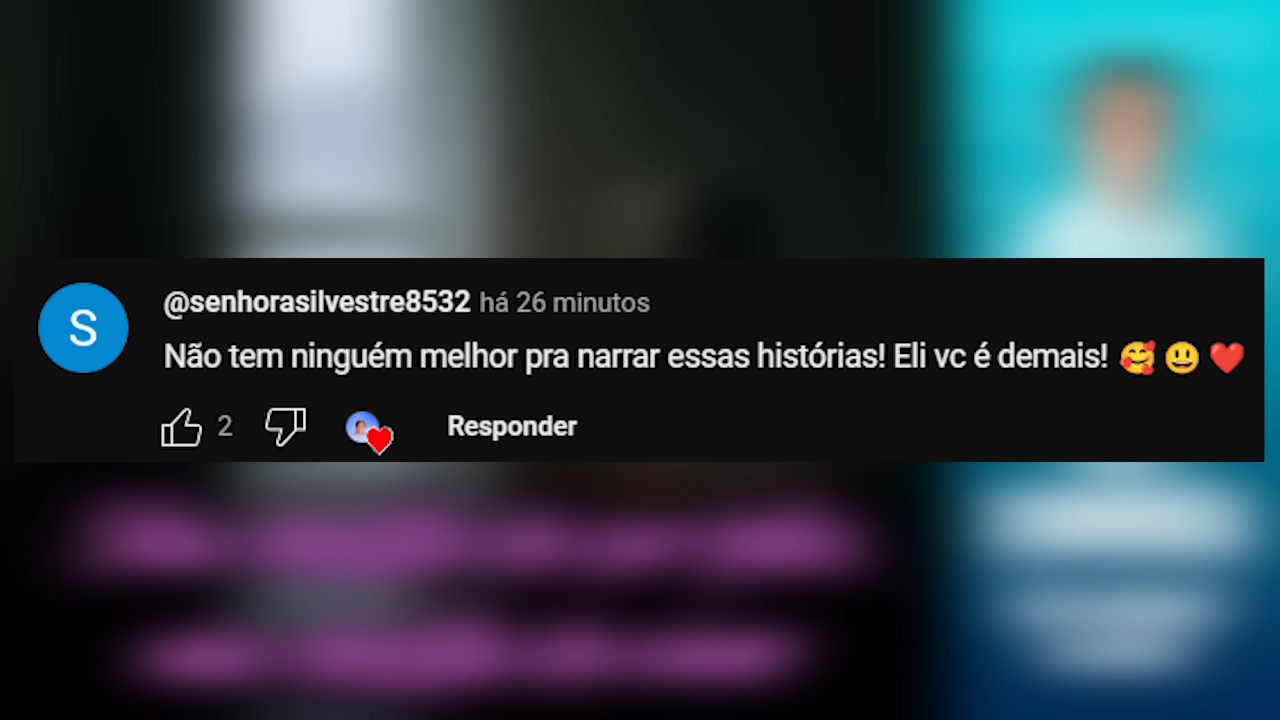 S
@senhorasilvestre8532 há 26 minutos
Não tem ninguém melhor pra narrar essas histórias! Eli vc é demais! 🥰 😃 ❤️
2
Responder